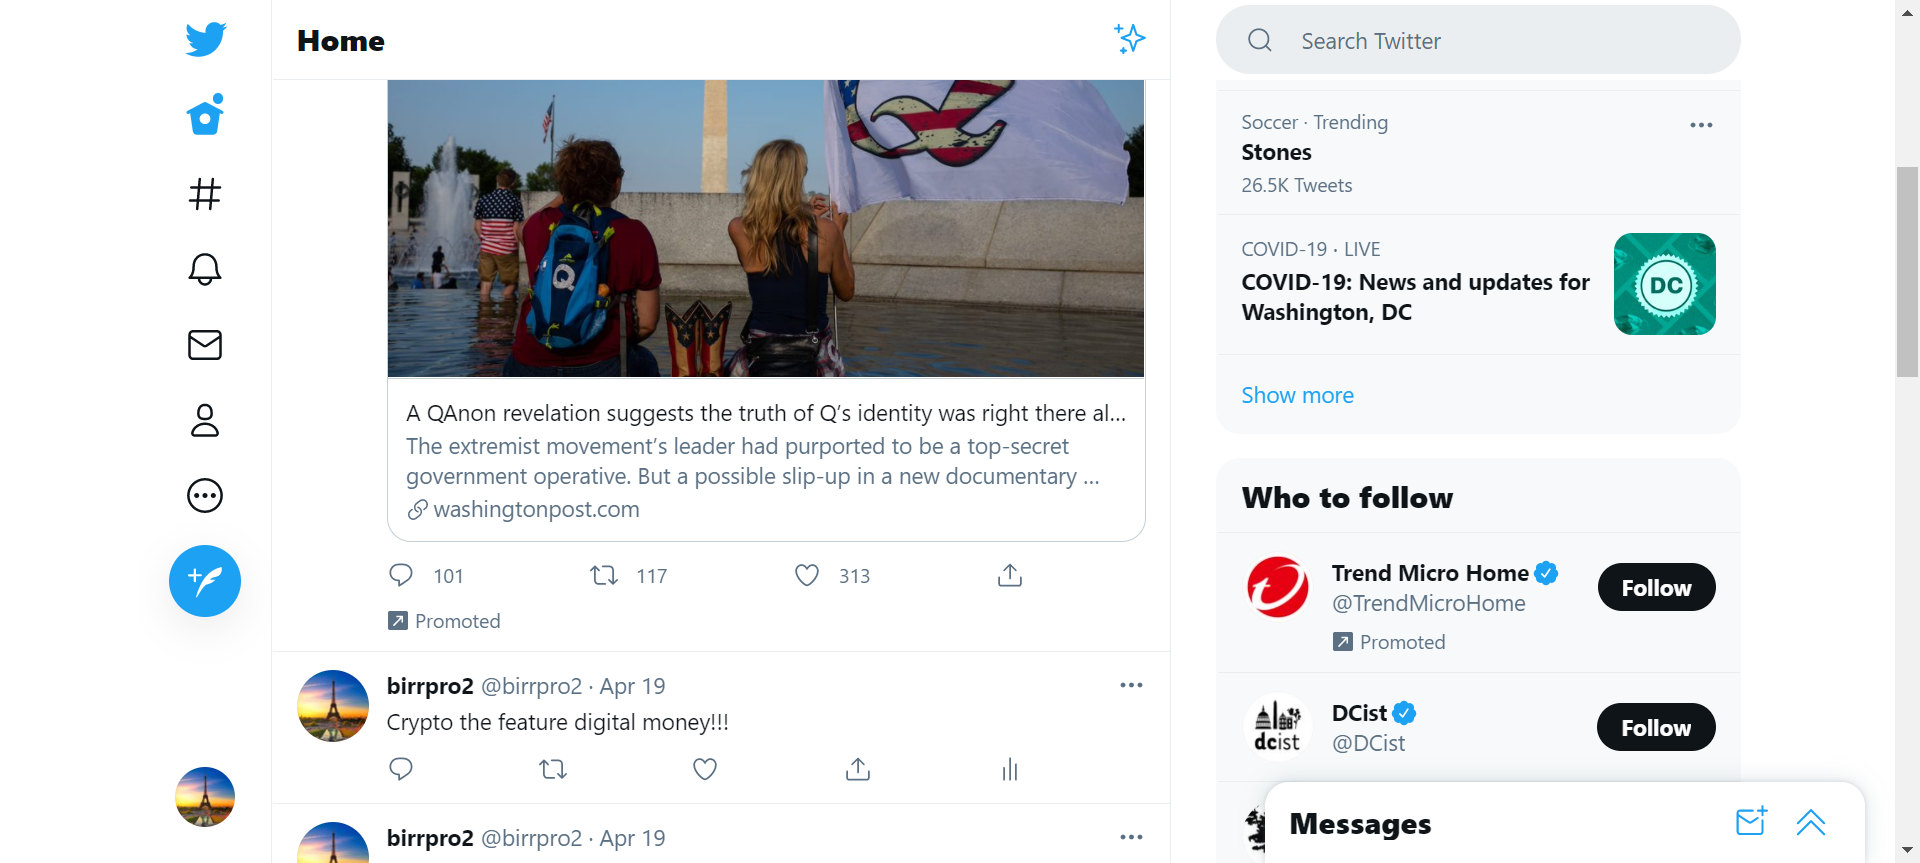 Home
Search Twitter
Q
Q
A QAnon revelation suggests the truth of Q’s identity was right there al...
The extremist movement’s leader had purported to be a top-secret
government operative. But a possible slip-up in a new documentary ...
washingtonpost.com
101
117
313
Promoted
birrpro2 @birrpro2 · Apr 19
Crypto the feature digital money!!!
birrpro2 @birrpro2 · Apr 19
Soccer · Trending
Stones
26.5K Tweets
COVID-19 · LIVE
COVID-19: News and updates for
Washington, DC
DC
Show more
Who to follow
Trend Micro Home
@TrendMicroHome
Promoted
Follow
dcist
DCist
@DCist
Follow
Messages